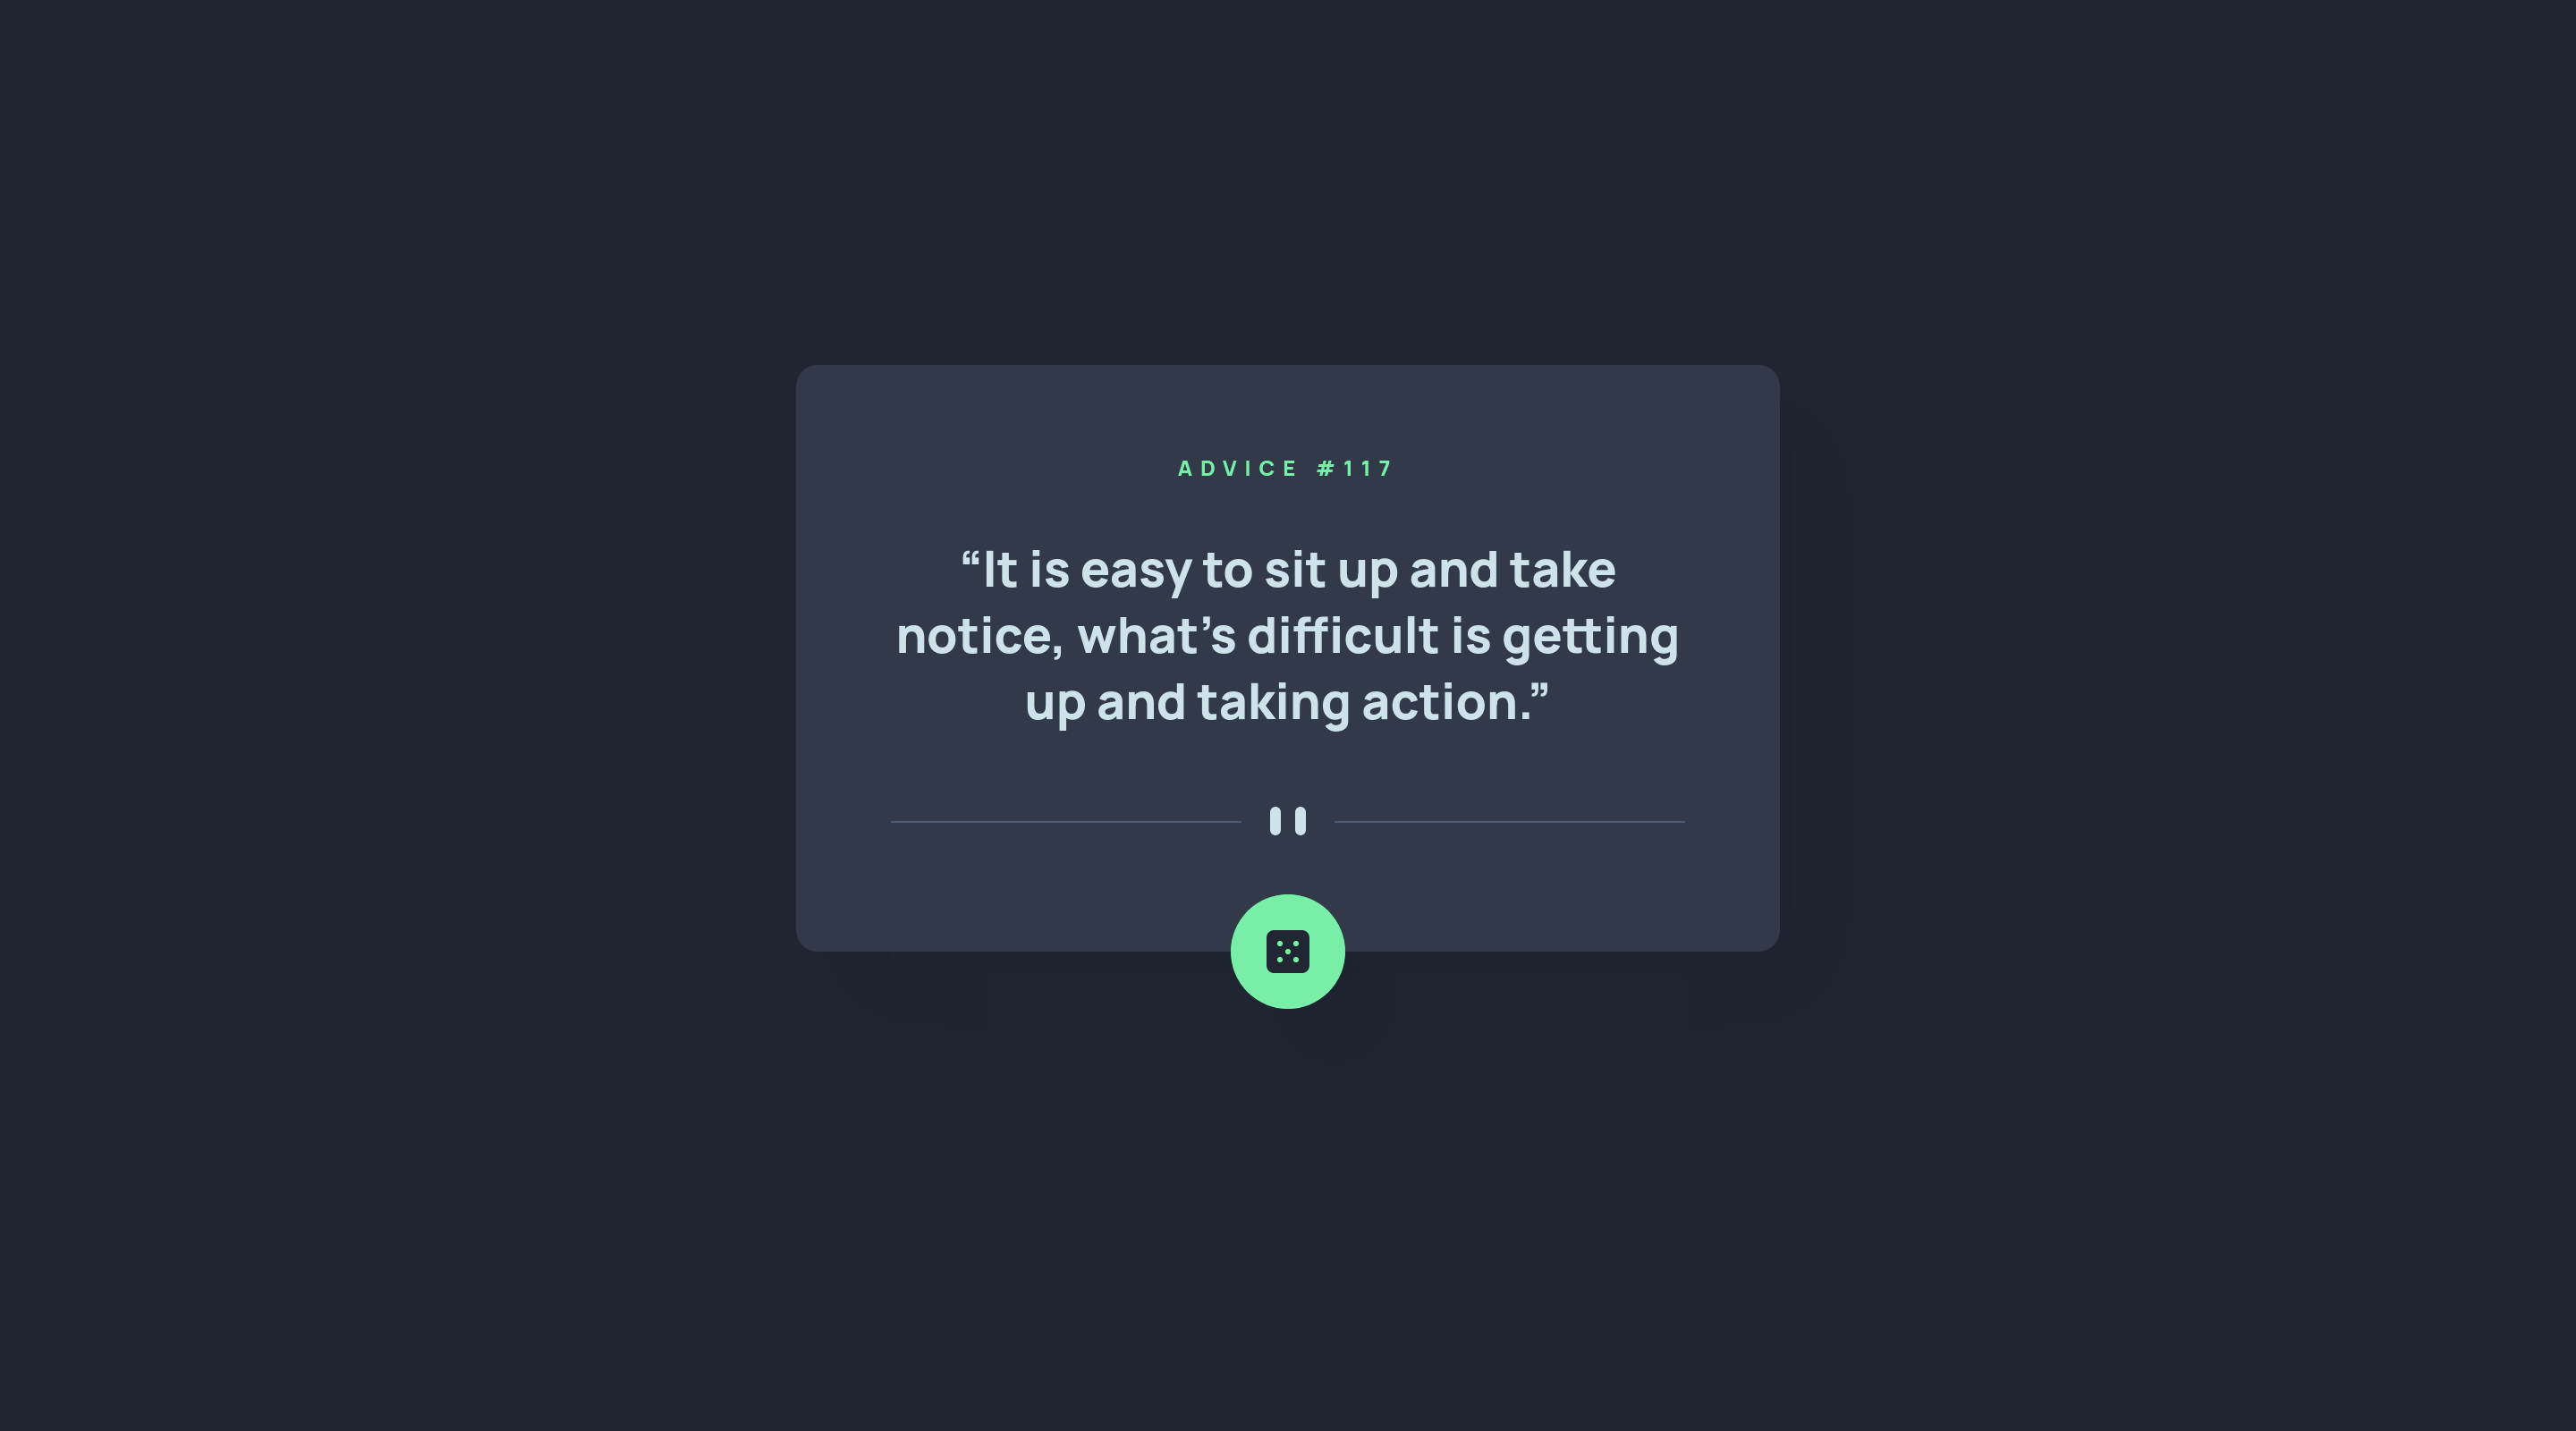 ADVICE #117
“It is easy to sit up and take
notice, what’s difficult is getting
up and taking action.”